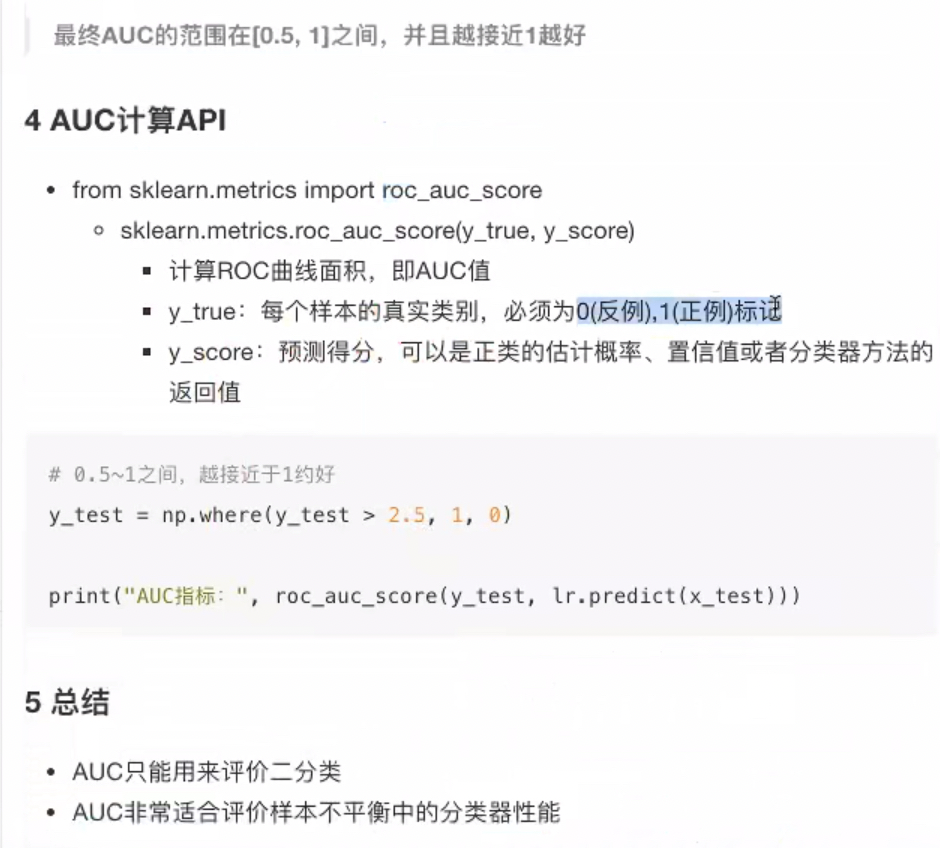 最终AUC的范围在[0.5, 1]之间，并且越接近1越好
4 AUC计算API
from sklearn.metrics import roc_auc_score
sklearn.metrics.roc_auc_score(y_true, y_score)
计算ROC曲线面积，即AUC值
y_true：每个样本的真实类别，必须为0(反例),1(正例)标记
y_score：预测得分，可以是正类的估计概率、置信值或者分类器方法的
返回值
# 0.5~1之间，越接近于1约好
y_test = np.where(y_test > 2.5, 1, 0)
print("AUC指标：", roc_auc_score(y_test, lr.predict(x_test)))
5 总结
AUC只能用来评价二分类
AUC非常适合评价样本不平衡中的分类器性能